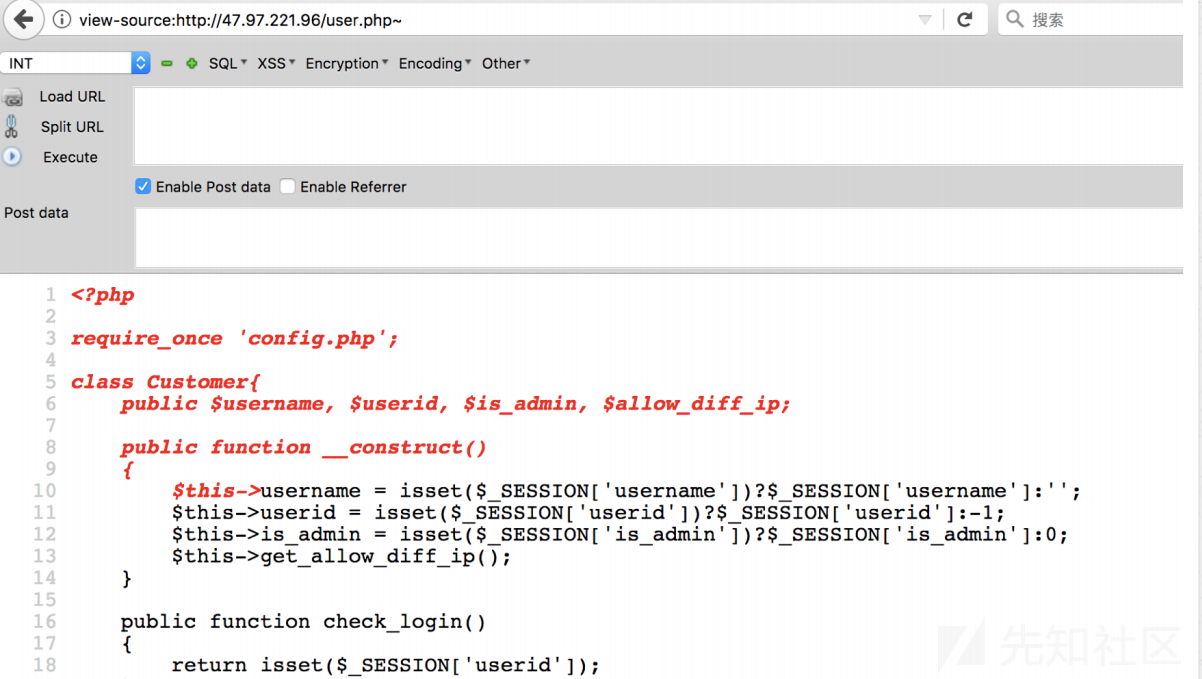 view-source:http://47.97.221.96/user.php~
搜索
INT
SQL XSS Encryption Encoding Other
Load URL
Split URL
Execute
Enable Post data Enable Referrer
Post data
1 <?php
2
3 require_once 'config.php';
4
5 class Customer{
6     public $username, $userid, $is_admin, $allow_diff_ip;
7
8     public function __construct()
9     {
10         $this->username = isset($_SESSION['username'])?$_SESSION['username']:'';
11         $this->userid = isset($_SESSION['userid'])?$_SESSION['userid']:-1;
12         $this->is_admin = isset($_SESSION['is_admin'])?$_SESSION['is_admin']:0;
13         $this->get_allow_diff_ip();
14     }
15
16     public function check_login()
17     {
18         return isset($_SESSION['userid']);
先知社区